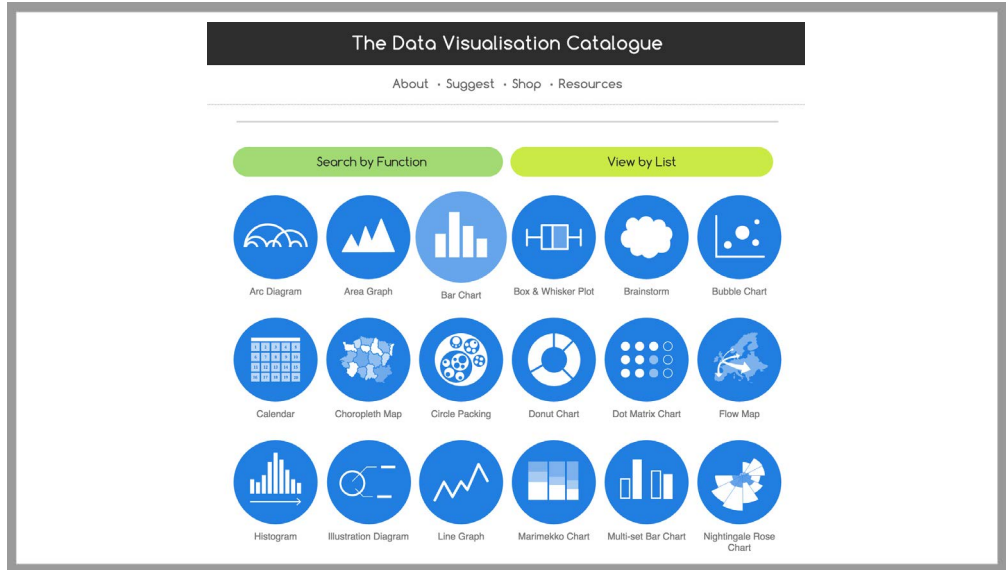 The Data Visualisation Catalogue
About · Suggest · Shop · Resources
Search by Function
View by List
Arc Diagram
Area Graph
Bar Chart
Box & Whisker Plot
Brainstorm
Bubble Chart
Calendar
Choropleth Map
Circle Packing
Donut Chart
Dot Matrix Chart
Flow Map
Histogram
Illustration Diagram
Line Graph
Marimekko Chart
Multi-set Bar Chart
Nightingale Rose
Chart